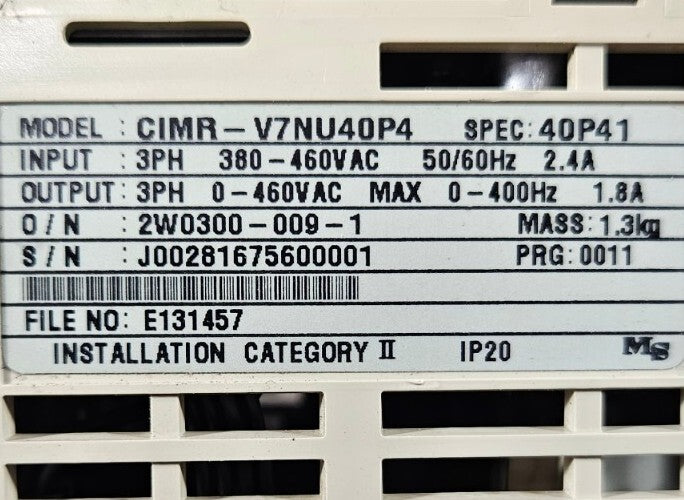 MODEL : CIMR-V7NU40P4 SPEC: 40P41
INPUT : 3PH 380-460VAC 50/60Hz 2.4A
OUTPUT : 3PH 0-460VAC MAX 0-400Hz 1.8A
O/N : 2W0300-009-1 MASS: 1.3kg
S/N : J00281675600001 PRG: 0011
FILE NO: E131457
INSTALLATION CATEGORY II IP20 MS